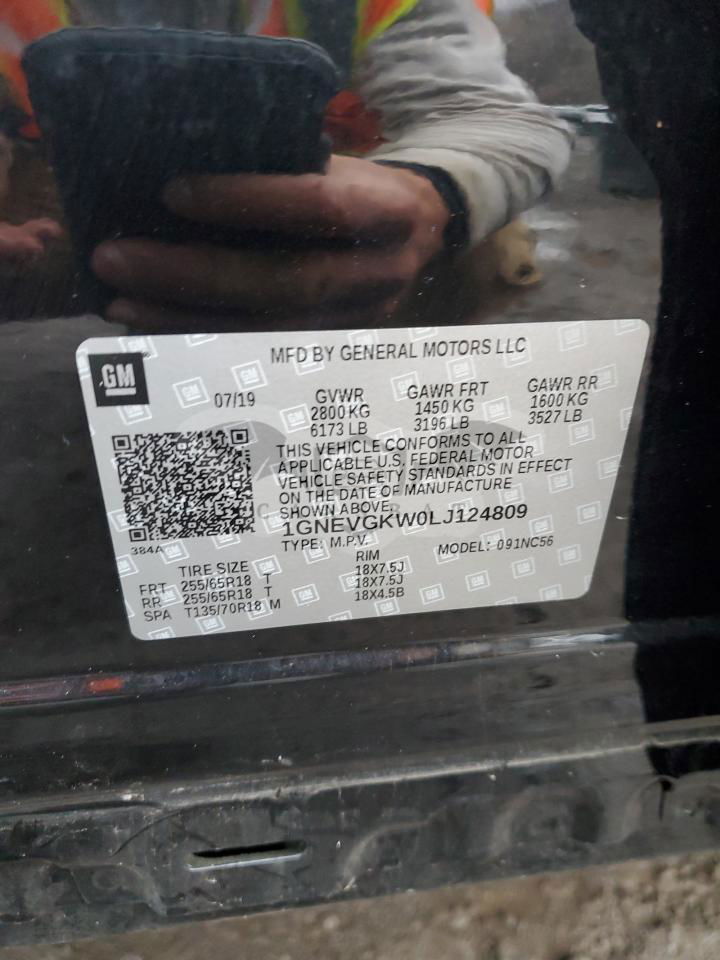 GM
MFD BY GENERAL MOTORS LLC
07/19
GVWR GAWR FRT GAWR RR
2800 KG 1450 KG 1600 KG
6173 LB 3196 LB 3527 LB
THIS VEHICLE CONFORMS TO ALL
APPLICABLE U.S. FEDERAL MOTOR
VEHICLE SAFETY STANDARDS IN EFFECT
ON THE DATE OF MANUFACTURE
SHOWN ABOVE.
1GNEVGKW0LJ124809
384A
TYPE: M.P.V. MODEL: 091NC56
TIRE SIZE RIM
FRT 255/65R18 T 18X7.5J
RR 255/65R18 T 18X7.5J
SPA T135/70R18 M 18X4.5B